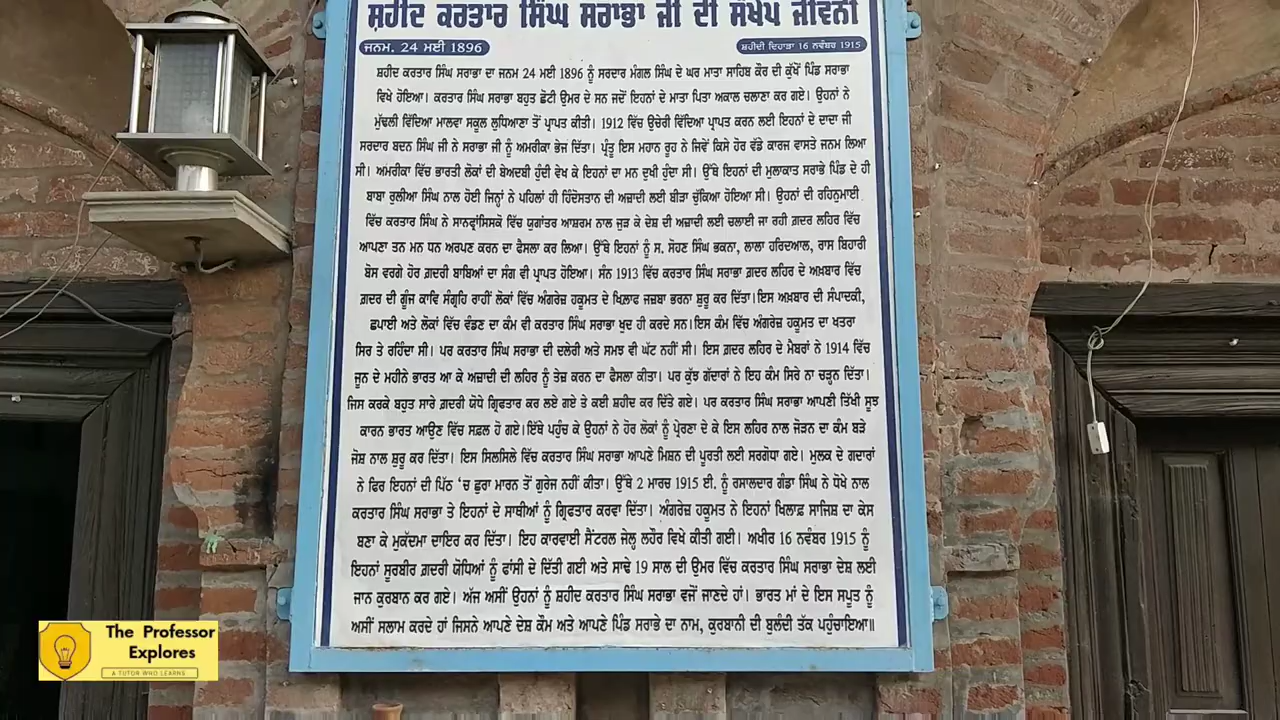 ਸ਼ਹੀਦ ਕਰਤਾਰ ਸਿੰਘ ਸਰਾਭਾ ਜੀ ਦੀ ਸੰਖੇਪ ਜੀਵਨੀ
ਜਨਮ. 24 ਮਈ 1896
ਸ਼ਹੀਦੀ ਦਿਹਾੜਾ 16 ਨਵੰਬਰ 1915
ਸ਼ਹੀਦ ਕਰਤਾਰ ਸਿੰਘ ਸਰਾਭਾ ਦਾ ਜਨਮ 24 ਮਈ 1896 ਨੂੰ ਸਰਦਾਰ ਮੰਗਲ ਸਿੰਘ ਦੇ ਘਰ ਮਾਤਾ ਸਾਹਿਬ ਕੌਰ ਦੀ ਕੁੱਖੋਂ ਪਿੰਡ ਸਰਾਭਾ
ਵਿਖੇ ਹੋਇਆ। ਕਰਤਾਰ ਸਿੰਘ ਸਰਾਭਾ ਬਹੁਤ ਛੋਟੀ ਉਮਰ ਦੇ ਸਨ ਜਦੋਂ ਇਹਨਾਂ ਦੇ ਮਾਤਾ ਪਿਤਾ ਅਕਾਲ ਚਲਾਣਾ ਕਰ ਗਏ। ਉਹਨਾਂ ਨੇ
ਮੁੱਢਲੀ ਵਿੱਦਿਆ ਮਾਲਵਾ ਸਕੂਲ ਲੁਧਿਆਣਾ ਤੋਂ ਪ੍ਰਾਪਤ ਕੀਤੀ। 1912 ਵਿੱਚ ਉਚੇਰੀ ਵਿੱਦਿਆ ਪ੍ਰਾਪਤ ਕਰਨ ਲਈ ਇਹਨਾਂ ਦੇ ਦਾਦਾ ਜੀ
ਸਰਦਾਰ ਬਦਨ ਸਿੰਘ ਜੀ ਨੇ ਸਰਾਭਾ ਜੀ ਨੂੰ ਅਮਰੀਕਾ ਭੇਜ ਦਿੱਤਾ। ਪ੍ਰੰਤੂ ਇਸ ਮਹਾਨ ਰੂਹ ਨੇ ਜਿਵੇਂ ਕਿਸੇ ਹੋਰ ਵੱਡੇ ਕਾਰਜ ਵਾਸਤੇ ਜਨਮ ਲਿਆ
ਸੀ। ਅਮਰੀਕਾ ਵਿੱਚ ਭਾਰਤੀ ਲੋਕਾਂ ਦੀ ਬੇਅਦਬੀ ਹੁੰਦੀ ਵੇਖ ਕੇ ਇਹਨਾਂ ਦਾ ਮਨ ਦੁਖੀ ਹੁੰਦਾ ਸੀ। ਉੱਥੇ ਇਹਨਾਂ ਦੀ ਮੁਲਾਕਾਤ ਸਰਾਭੇ ਪਿੰਡ ਦੇ ਹੀ
ਬਾਬਾ ਰੁਲੀਆ ਸਿੰਘ ਨਾਲ ਹੋਈ ਜਿਨ੍ਹਾਂ ਨੇ ਪਹਿਲਾਂ ਹੀ ਹਿੰਦੋਸਤਾਨ ਦੀ ਅਜ਼ਾਦੀ ਲਈ ਬੀੜਾ ਚੁੱਕਿਆ ਹੋਇਆ ਸੀ। ਉਹਨਾਂ ਦੀ ਰਹਿਨੁਮਾਈ
ਵਿੱਚ ਕਰਤਾਰ ਸਿੰਘ ਨੇ ਸਾਨਫ੍ਰਾਂਸਿਸਕੋ ਵਿੱਚ ਯੁਗਾਂਤਰ ਆਸ਼ਰਮ ਨਾਲ ਜੁੜ ਕੇ ਦੇਸ਼ ਦੀ ਅਜ਼ਾਦੀ ਲਈ ਚਲਾਈ ਜਾ ਰਹੀ ਗ਼ਦਰ ਲਹਿਰ ਵਿੱਚ
ਆਪਣਾ ਤਨ ਮਨ ਧਨ ਅਰਪਣ ਕਰਨ ਦਾ ਫੈਸਲਾ ਕਰ ਲਿਆ। ਉੱਥੇ ਇਹਨਾਂ ਨੂੰ ਸ. ਸੋਹਣ ਸਿੰਘ ਭਕਨਾ, ਲਾਲਾ ਹਰਿਦਆਲ, ਰਾਸ ਬਿਹਾਰੀ
ਬੋਸ ਵਰਗੇ ਹੋਰ ਗ਼ਦਰੀ ਬਾਬਿਆਂ ਦਾ ਸੰਗ ਵੀ ਪ੍ਰਾਪਤ ਹੋਇਆ। ਸੰਨ 1913 ਵਿੱਚ ਕਰਤਾਰ ਸਿੰਘ ਸਰਾਭਾ ਗ਼ਦਰ ਲਹਿਰ ਦੇ ਅਖ਼ਬਾਰ ਵਿੱਚ
ਗ਼ਦਰ ਦੀ ਗੂੰਜ ਕਾਵਿ ਸੰਗ੍ਰਹਿ ਰਾਹੀਂ ਲੋਕਾਂ ਵਿੱਚ ਅੰਗਰੇਜ਼ ਹਕੂਮਤ ਦੇ ਖਿਲਾਫ ਜਜ਼ਬਾ ਭਰਨਾ ਸ਼ੁਰੂ ਕਰ ਦਿੱਤਾ।ਇਸ ਅਖ਼ਬਾਰ ਦੀ ਸੰਪਾਦਕੀ,
ਛਪਾਈ ਅਤੇ ਲੋਕਾਂ ਵਿੱਚ ਵੰਡਣ ਦਾ ਕੰਮ ਵੀ ਕਰਤਾਰ ਸਿੰਘ ਸਰਾਭਾ ਖੁਦ ਹੀ ਕਰਦੇ ਸਨ।ਇਸ ਕੰਮ ਵਿੱਚ ਅੰਗਰੇਜ਼ ਹਕੂਮਤ ਦਾ ਖਤਰਾ
ਸਿਰ ਤੇ ਰਹਿੰਦਾ ਸੀ। ਪਰ ਕਰਤਾਰ ਸਿੰਘ ਸਰਾਭਾ ਦੀ ਦਲੇਰੀ ਅਤੇ ਸਮਝ ਵੀ ਘੱਟ ਨਹੀਂ ਸੀ। ਇਸ ਗ਼ਦਰ ਲਹਿਰ ਦੇ ਮੈਬਰਾਂ ਨੇ 1914 ਵਿੱਚ
ਜੂਨ ਦੇ ਮਹੀਨੇ ਭਾਰਤ ਆ ਕੇ ਅਜ਼ਾਦੀ ਦੀ ਲਹਿਰ ਨੂੰ ਤੇਜ਼ ਕਰਨ ਦਾ ਫੈਸਲਾ ਕੀਤਾ। ਪਰ ਕੁੱਝ ਗੱਦਾਰਾਂ ਨੇ ਇਹ ਕੰਮ ਸਿਰੇ ਨਾ ਚੜ੍ਹਨ ਦਿੱਤਾ।
ਜਿਸ ਕਰਕੇ ਬਹੁਤ ਸਾਰੇ ਗ਼ਦਰੀ ਯੋਧੇ ਗ੍ਰਿਫਤਾਰ ਕਰ ਲਏ ਗਏ ਤੇ ਕਈ ਸ਼ਹੀਦ ਕਰ ਦਿੱਤੇ ਗਏ। ਪਰ ਕਰਤਾਰ ਸਿੰਘ ਸਰਾਭਾ ਆਪਣੀ ਤਿੱਖੀ ਸੂਝ
ਕਾਰਨ ਭਾਰਤ ਆਉਣ ਵਿੱਚ ਸਫ਼ਲ ਹੋ ਗਏ।ਇੱਥੇ ਪਹੁੰਚ ਕੇ ਉਹਨਾਂ ਨੇ ਹੋਰ ਲੋਕਾਂ ਨੂੰ ਪ੍ਰੇਰਣਾ ਦੇ ਕੇ ਇਸ ਲਹਿਰ ਨਾਲ ਜੋੜਨ ਦਾ ਕੰਮ ਬੜੇ
ਜੋਸ਼ ਨਾਲ ਸ਼ੁਰੂ ਕਰ ਦਿੱਤਾ। ਇਸ ਸਿਲਸਿਲੇ ਵਿੱਚ ਕਰਤਾਰ ਸਿੰਘ ਸਰਾਭਾ ਆਪਣੇ ਮਿਸ਼ਨ ਦੀ ਪੂਰਤੀ ਲਈ ਸਰਗੋਧਾ ਗਏ। ਮੁਲਕ ਦੇ ਗਦਾਰਾਂ
ਨੇ ਫਿਰ ਇਹਨਾਂ ਦੀ ਪਿੱਠ 'ਚ ਛੁਰਾ ਮਾਰਨ ਤੋਂ ਗੁਰੇਜ ਨਹੀਂ ਕੀਤਾ। ਉੱਥੇ 2 ਮਾਰਚ 1915 ਈ. ਨੂੰ ਰਸਾਲਦਾਰ ਗੰਡਾ ਸਿੰਘ ਨੇ ਧੋਖੇ ਨਾਲ
ਕਰਤਾਰ ਸਿੰਘ ਸਰਾਭਾ ਤੇ ਇਹਨਾਂ ਦੇ ਸਾਥੀਆਂ ਨੂੰ ਗ੍ਰਿਫਤਾਰ ਕਰਵਾ ਦਿੱਤਾ। ਅੰਗਰੇਜ਼ ਹਕੂਮਤ ਨੇ ਇਹਨਾਂ ਖਿਲਾਫ਼ ਸਾਜਿਸ਼ ਦਾ ਕੇਸ
ਬਣਾ ਕੇ ਮੁਕੱਦਮਾ ਦਾਇਰ ਕਰ ਦਿੱਤਾ। ਇਹ ਕਾਰਵਾਈ ਸੈਂਟਰਲ ਜੇਲ੍ਹ ਲਹੌਰ ਵਿਖੇ ਕੀਤੀ ਗਈ। ਅਖੀਰ 16 ਨਵੰਬਰ 1915 ਨੂੰ
ਇਹਨਾਂ ਸੂਰਬੀਰ ਗ਼ਦਰੀ ਯੋਧਿਆਂ ਨੂੰ ਫਾਂਸੀ ਦੇ ਦਿੱਤੀ ਗਈ ਅਤੇ ਸਾਢੇ 19 ਸਾਲ ਦੀ ਉਮਰ ਵਿੱਚ ਕਰਤਾਰ ਸਿੰਘ ਸਰਾਭਾ ਦੇਸ਼ ਲਈ
ਜਾਨ ਕੁਰਬਾਨ ਕਰ ਗਏ। ਅੱਜ ਅਸੀਂ ਉਹਨਾਂ ਨੂੰ ਸ਼ਹੀਦ ਕਰਤਾਰ ਸਿੰਘ ਸਰਾਭਾ ਵਜੋਂ ਜਾਣਦੇ ਹਾਂ। ਭਾਰਤ ਮਾਂ ਦੇ ਇਸ ਸਪੂਤ ਨੂੰ
ਅਸੀਂ ਸਲਾਮ ਕਰਦੇ ਹਾਂ ਜਿਸਨੇ ਆਪਣੇ ਦੇਸ਼ ਕੌਮ ਅਤੇ ਆਪਣੇ ਪਿੰਡ ਸਰਾਭੇ ਦਾ ਨਾਮ, ਕੁਰਬਾਨੀ ਦੀ ਬੁਲੰਦੀ ਤੱਕ ਪਹੁੰਚਾਇਆ॥
The Professor
Explores
A TUTOR WHO LEARNS